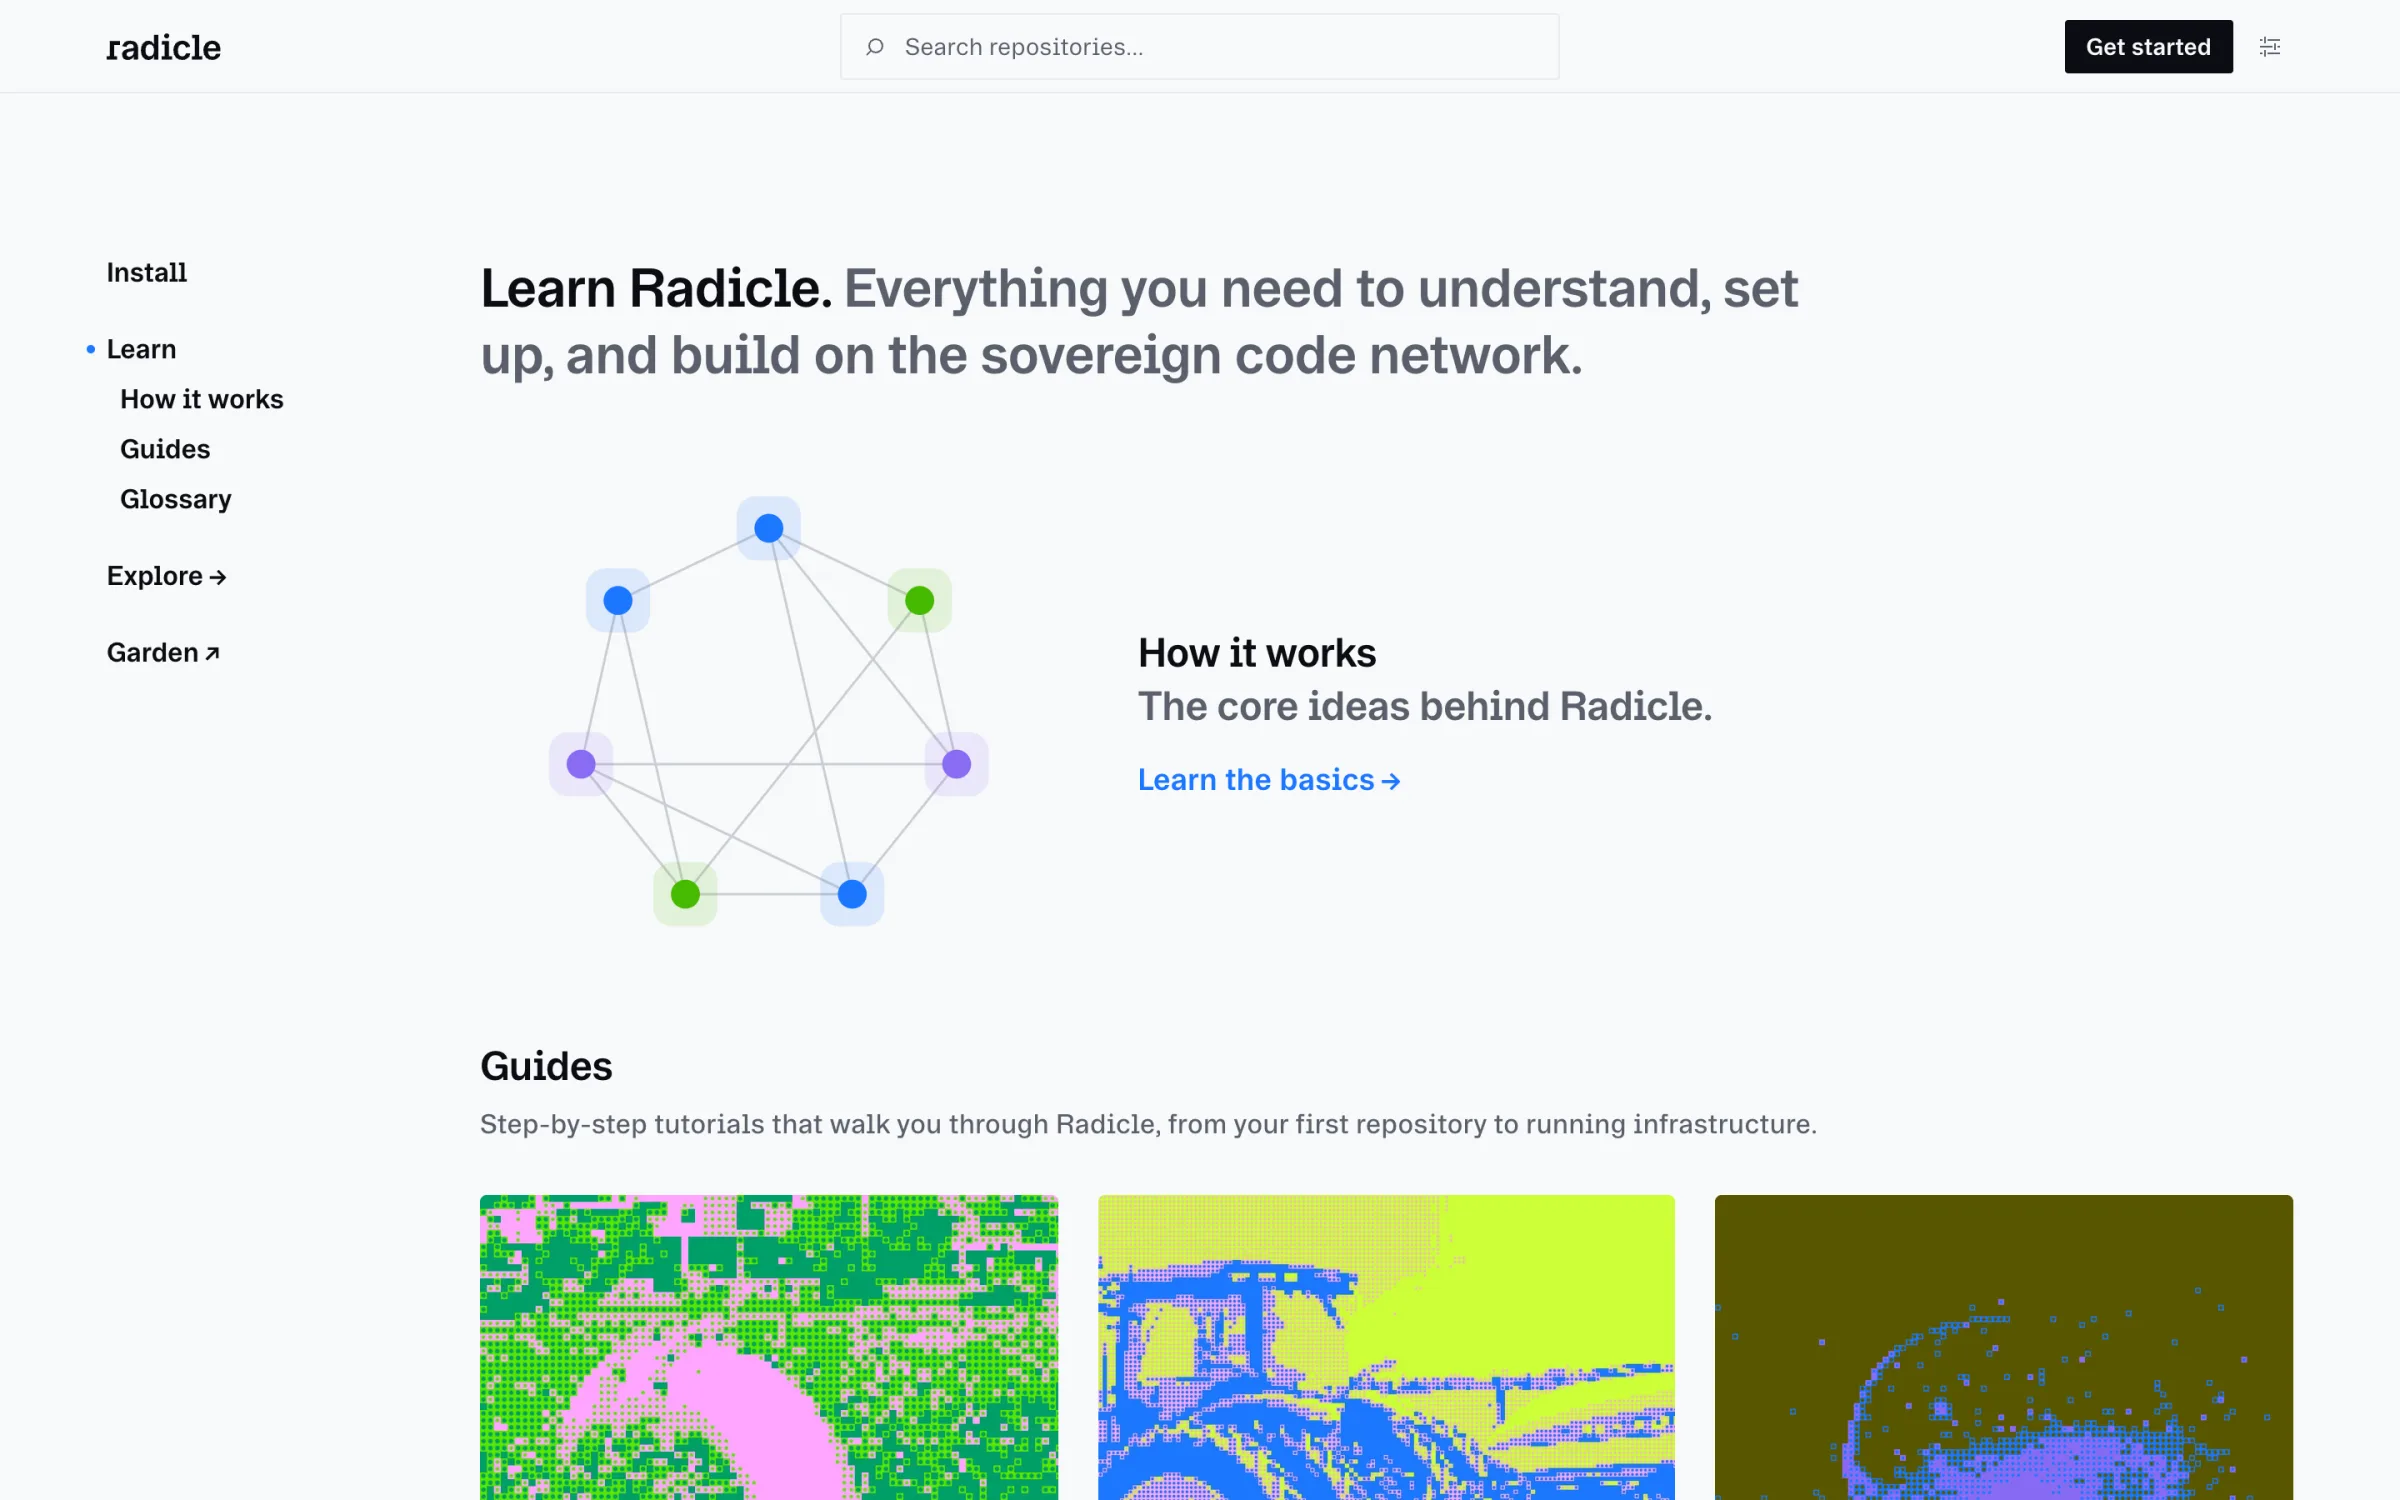 radicle
Search repositories...
Get started
Install
Learn
How it works
Guides
Glossary
Explore →
Garden ↗
Learn Radicle. Everything you need to understand, set
up, and build on the sovereign code network.
How it works
The core ideas behind Radicle.
Learn the basics →
Guides
Step-by-step tutorials that walk you through Radicle, from your first repository to running infrastructure.